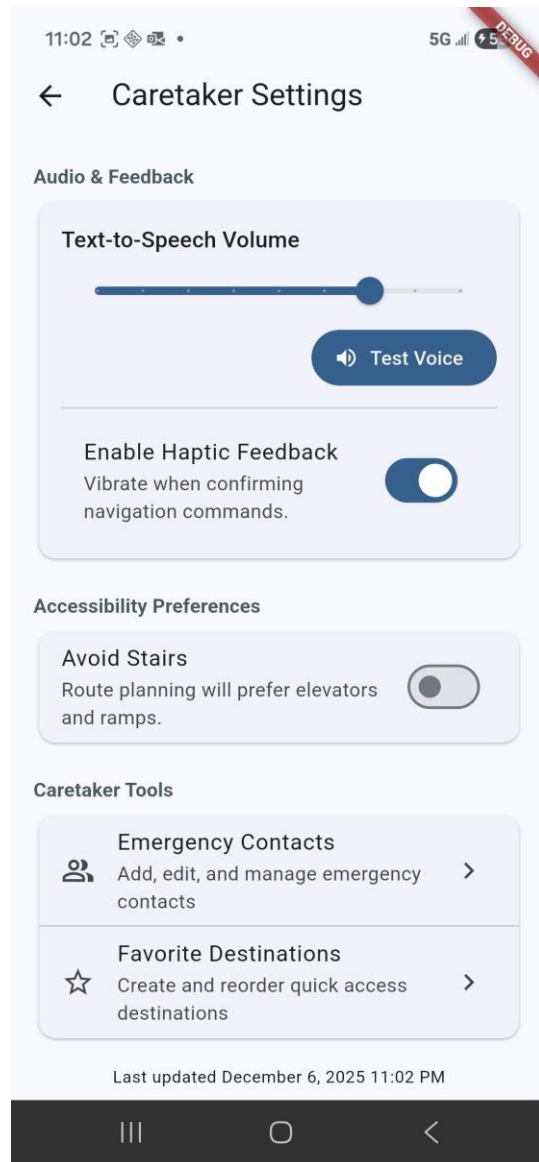 11:02
5G
DEBUG
Caretaker Settings
Audio & Feedback
Text-to-Speech Volume
Test Voice
Enable Haptic Feedback
Vibrate when confirming
navigation commands.
Accessibility Preferences
Avoid Stairs
Route planning will prefer elevators
and ramps.
Caretaker Tools
Emergency Contacts
Add, edit, and manage emergency
contacts
Favorite Destinations
Create and reorder quick access
destinations
Last updated December 6, 2025 11:02 PM